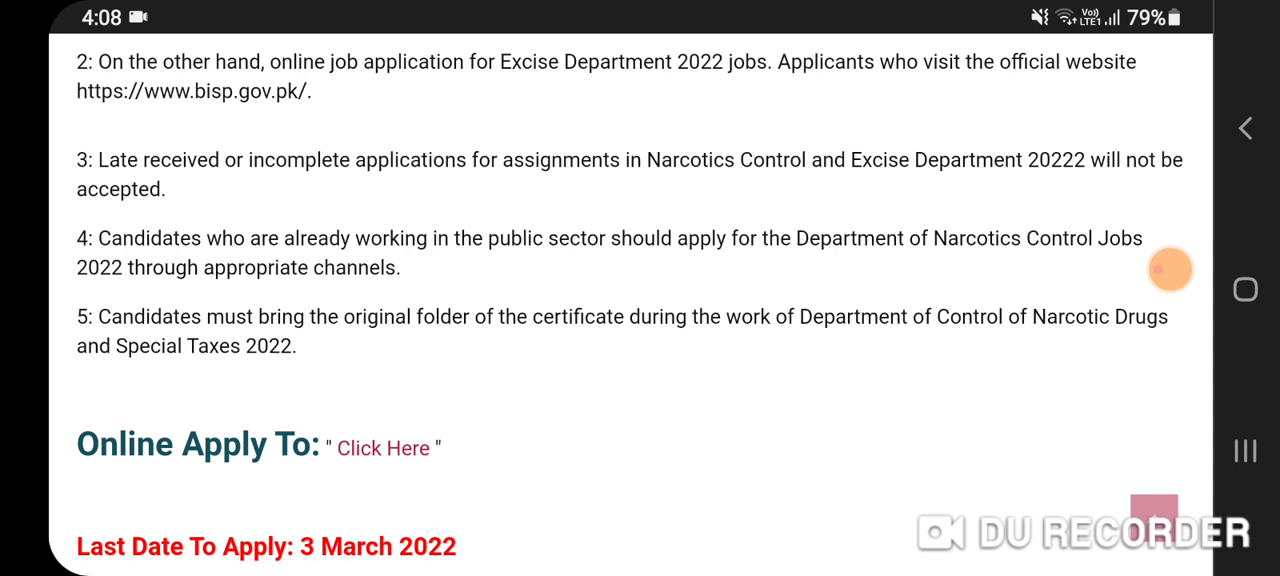 4:08
Vo)) LTE1 79%
2: On the other hand, online job application for Excise Department 2022 jobs. Applicants who visit the official website
https://www.bisp.gov.pk/.
3: Late received or incomplete applications for assignments in Narcotics Control and Excise Department 20222 will not be
accepted.
4: Candidates who are already working in the public sector should apply for the Department of Narcotics Control Jobs
2022 through appropriate channels.
5: Candidates must bring the original folder of the certificate during the work of Department of Control of Narcotic Drugs
and Special Taxes 2022.
Online Apply To: " Click Here "
Last Date To Apply: 3 March 2022
DU RECORDER